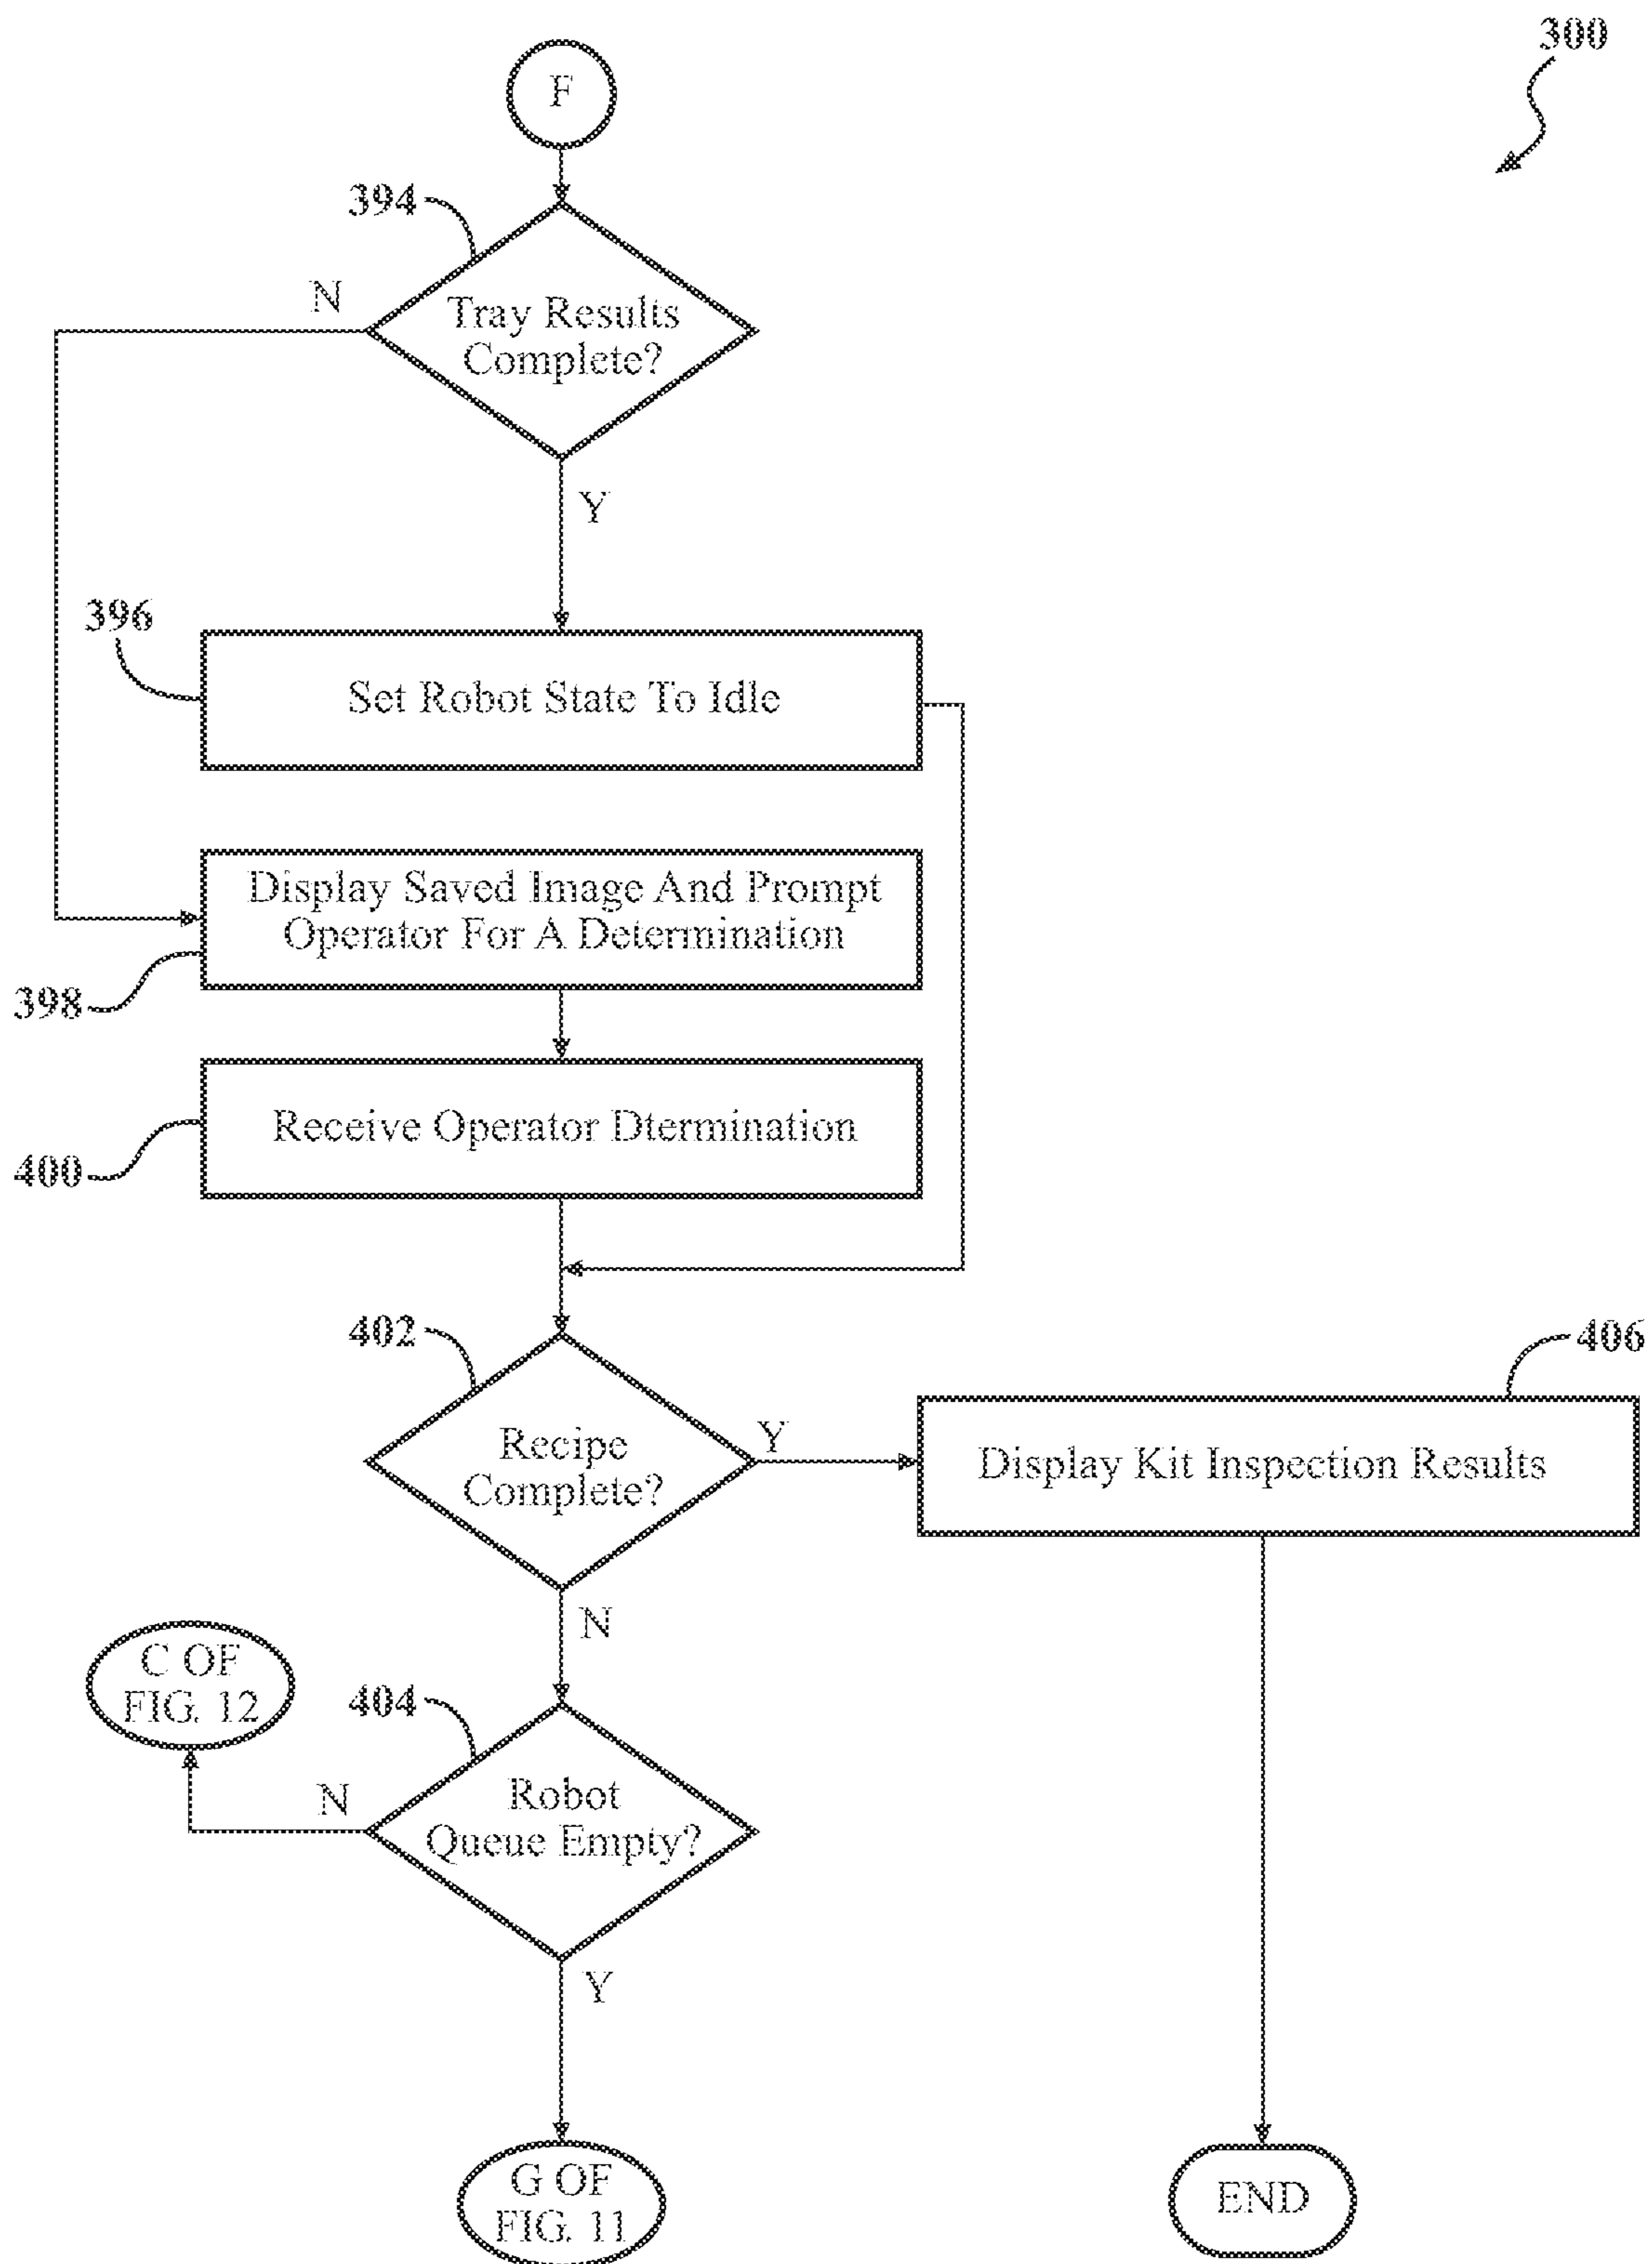 300
F
394
N
Tray Results
Complete?
Y
396
Set Robot State To Idle
Display Saved Image And Prompt
Operator For A Determination
398
Receive Operator Dtermination
400
402
406
Recipe
Complete?
Y
Display Kit Inspection Results
N
C OF
FIG. 12
404
N
Robot
Queue Empty?
Y
G OF
FIG. 11
END